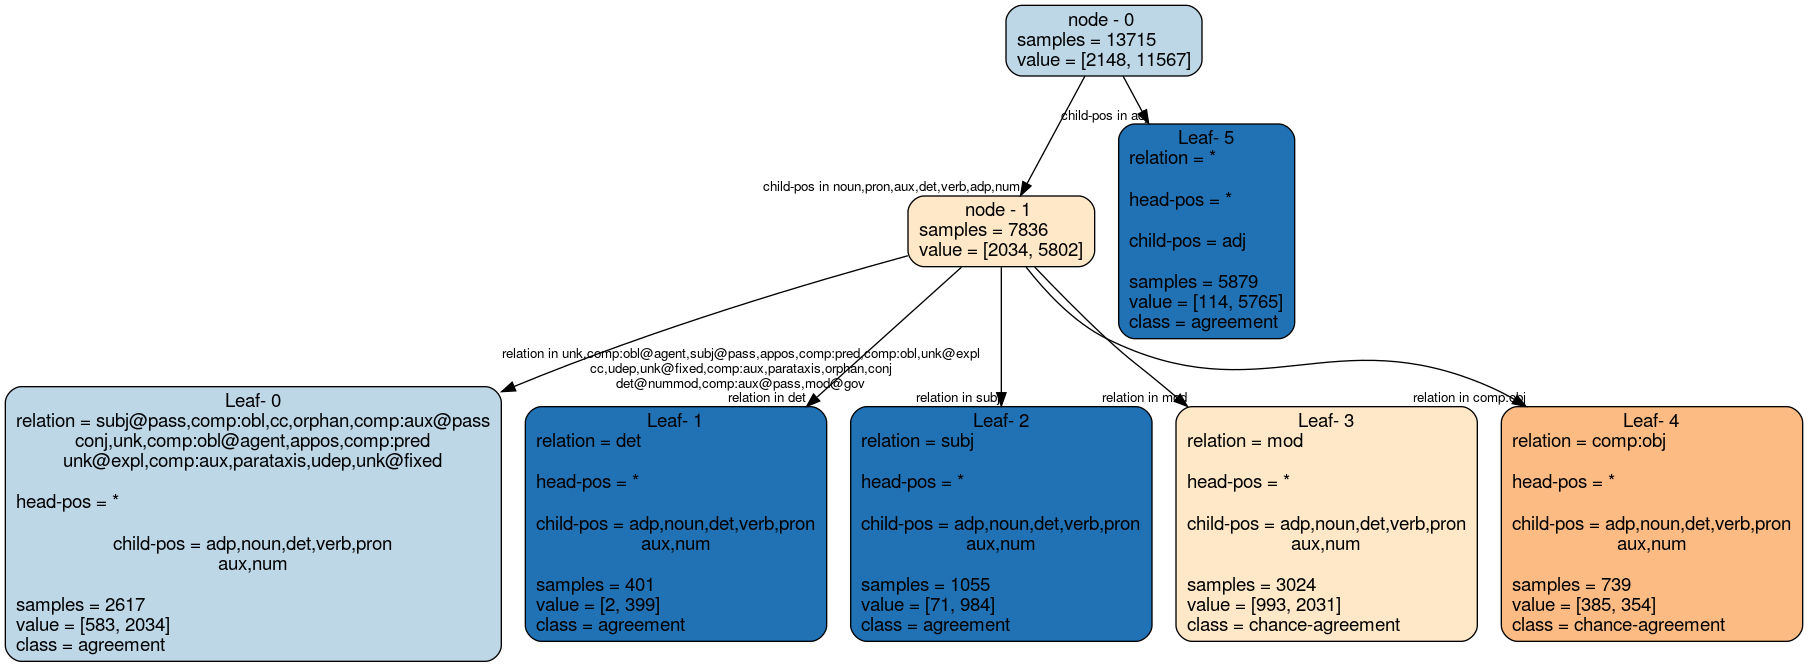 node - 0
samples = 13715
value = [2148, 11567]
child-pos in
Leaf- 5
relation = *
head-pos = *
child-pos = adj
samples = 5879
value = [114, 5765]
class = agreement
child-pos in noun,pron,aux,det,verb,adp,num
node - 1
samples = 7836
value = [2034, 5802]
relation in unk,comp:obl@agent,subj@pass,appos,comp:pred,comp:obl,unk@expl
cc,udep,unk@fixed,comp:aux,parataxis,orphan,conj
det@nummod,comp:aux@pass,mod@gov
relation in det
relation in subj
relation in mod
relation in comp:obj
Leaf- 0
relation = subj@pass,comp:obl,cc,orphan,comp:aux@pass
conj,unk,comp:obl@agent,appos,comp:pred
unk@expl,comp:aux,parataxis,udep,unk@fixed
head-pos = *
child-pos = adp,noun,det,verb,pron
aux,num
samples = 2617
value = [583, 2034]
class = agreement
Leaf- 1
relation = det
head-pos = *
child-pos = adp,noun,det,verb,pron
aux,num
samples = 401
value = [2, 399]
class = agreement
Leaf- 2
relation = subj
head-pos = *
child-pos = adp,noun,det,verb,pron
aux,num
samples = 1055
value = [71, 984]
class = agreement
Leaf- 3
relation = mod
head-pos = *
child-pos = adp,noun,det,verb,pron
aux,num
samples = 3024
value = [993, 2031]
class = chance-agreement
Leaf- 4
relation = comp:obj
head-pos = *
child-pos = adp,noun,det,verb,pron
aux,num
samples = 739
value = [385, 354]
class = chance-agreement